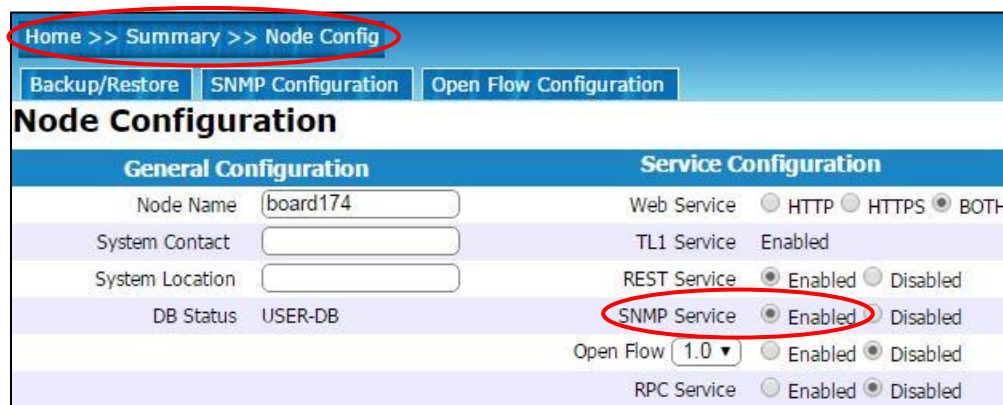 Home >> Summary >> Node Config
Backup/Restore SNMP Configuration Open Flow Configuration
Node Configuration
General Configuration Service Configuration
Node Name board174 Web Service HTTP HTTPS BOTH
System Contact TL1 Service Enabled
System Location REST Service Enabled Disabled
DB Status USER-DB SNMP Service Enabled Disabled
Open Flow 1.0 Enabled Disabled
RPC Service Enabled Disabled